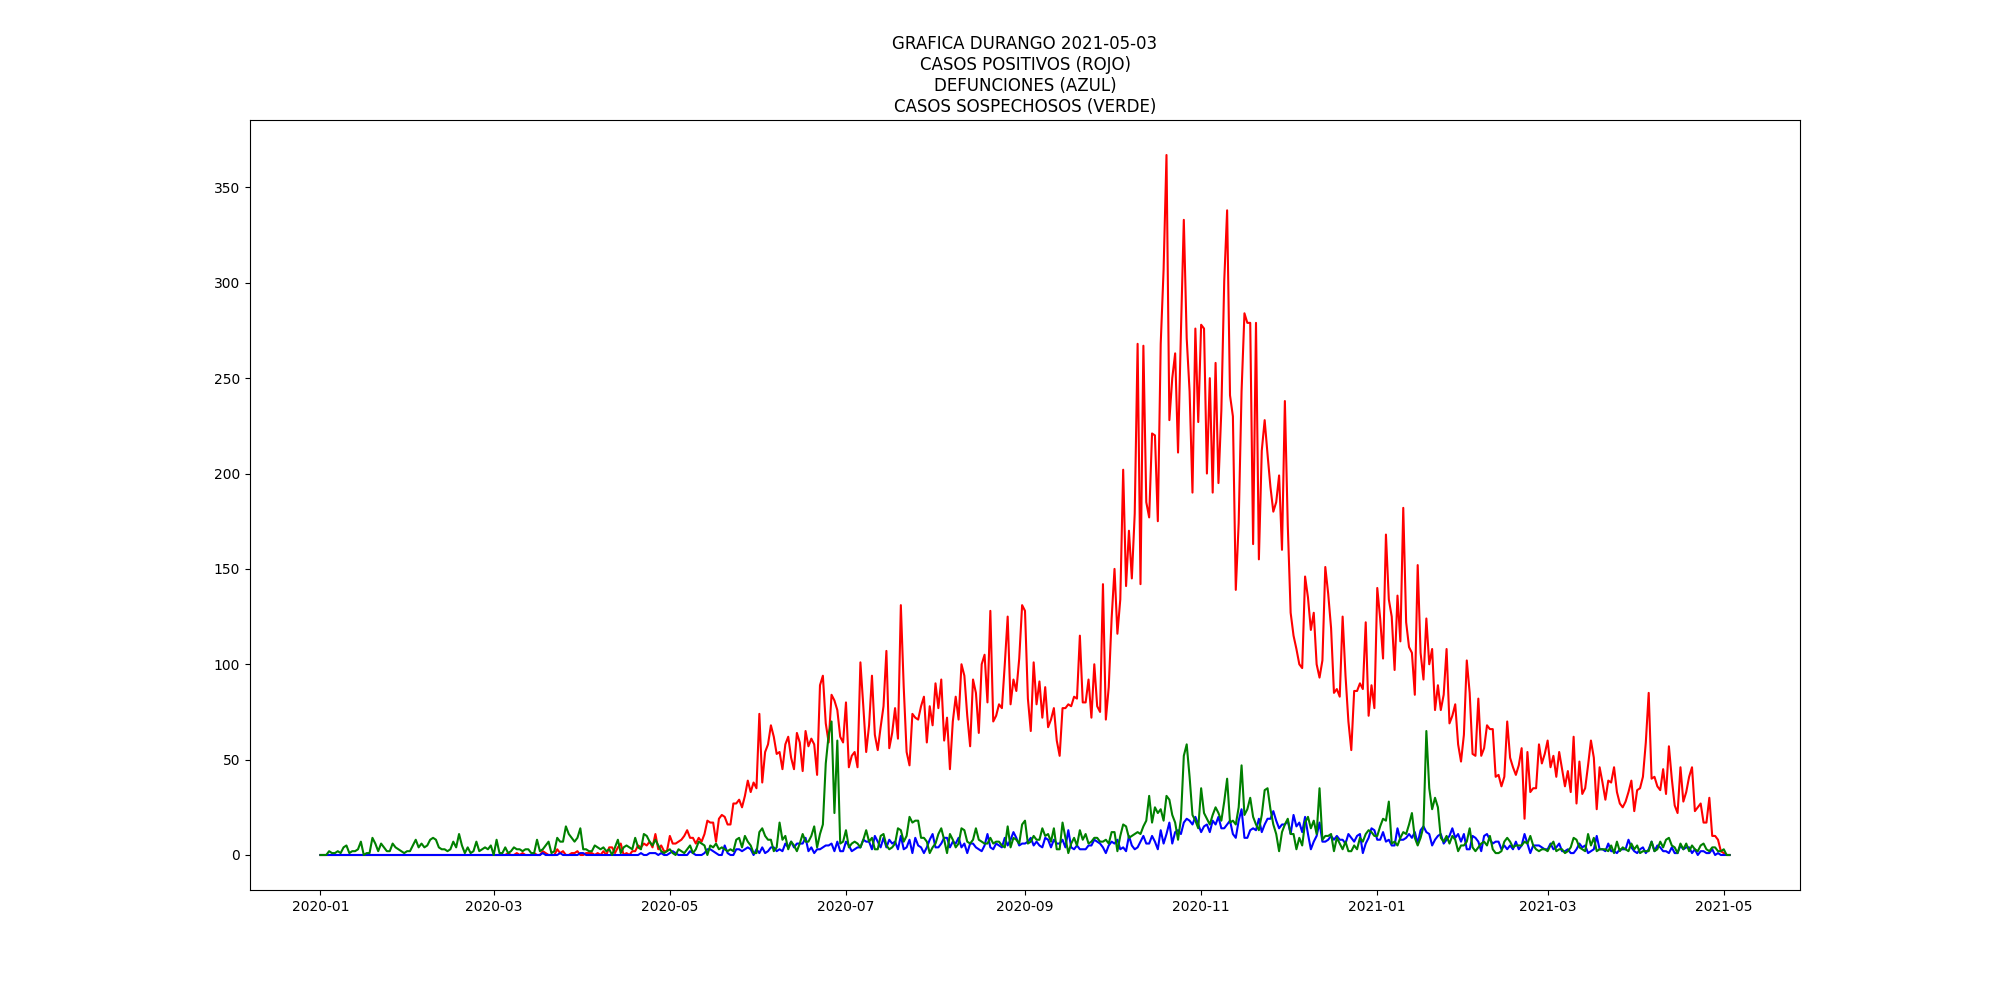 GRAFICA DURANGO 2021-05-03
CASOS POSITIVOS (ROJO)
DEFUNCIONES (AZUL)
CASOS SOSPECHOSOS (VERDE)
350
300
250
200
150
100
50
0
2020-01 2020-03 2020-05 2020-07 2020-09 2020-11 2021-01 2021-03 2021-05